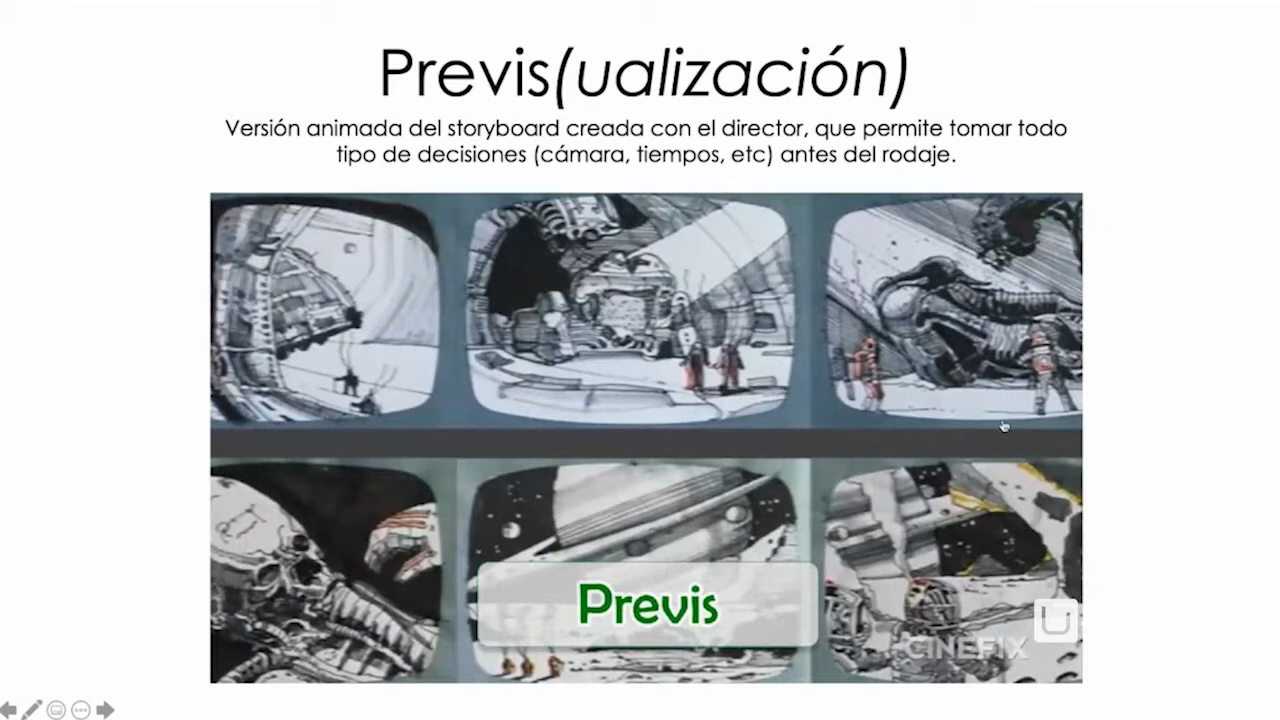 Previs(ualización)
Versión animada del storyboard creada con el director, que permite tomar todo
tipo de decisiones (cámara, tiempos, etc) antes del rodaje.
Previs
U
CINEFIX